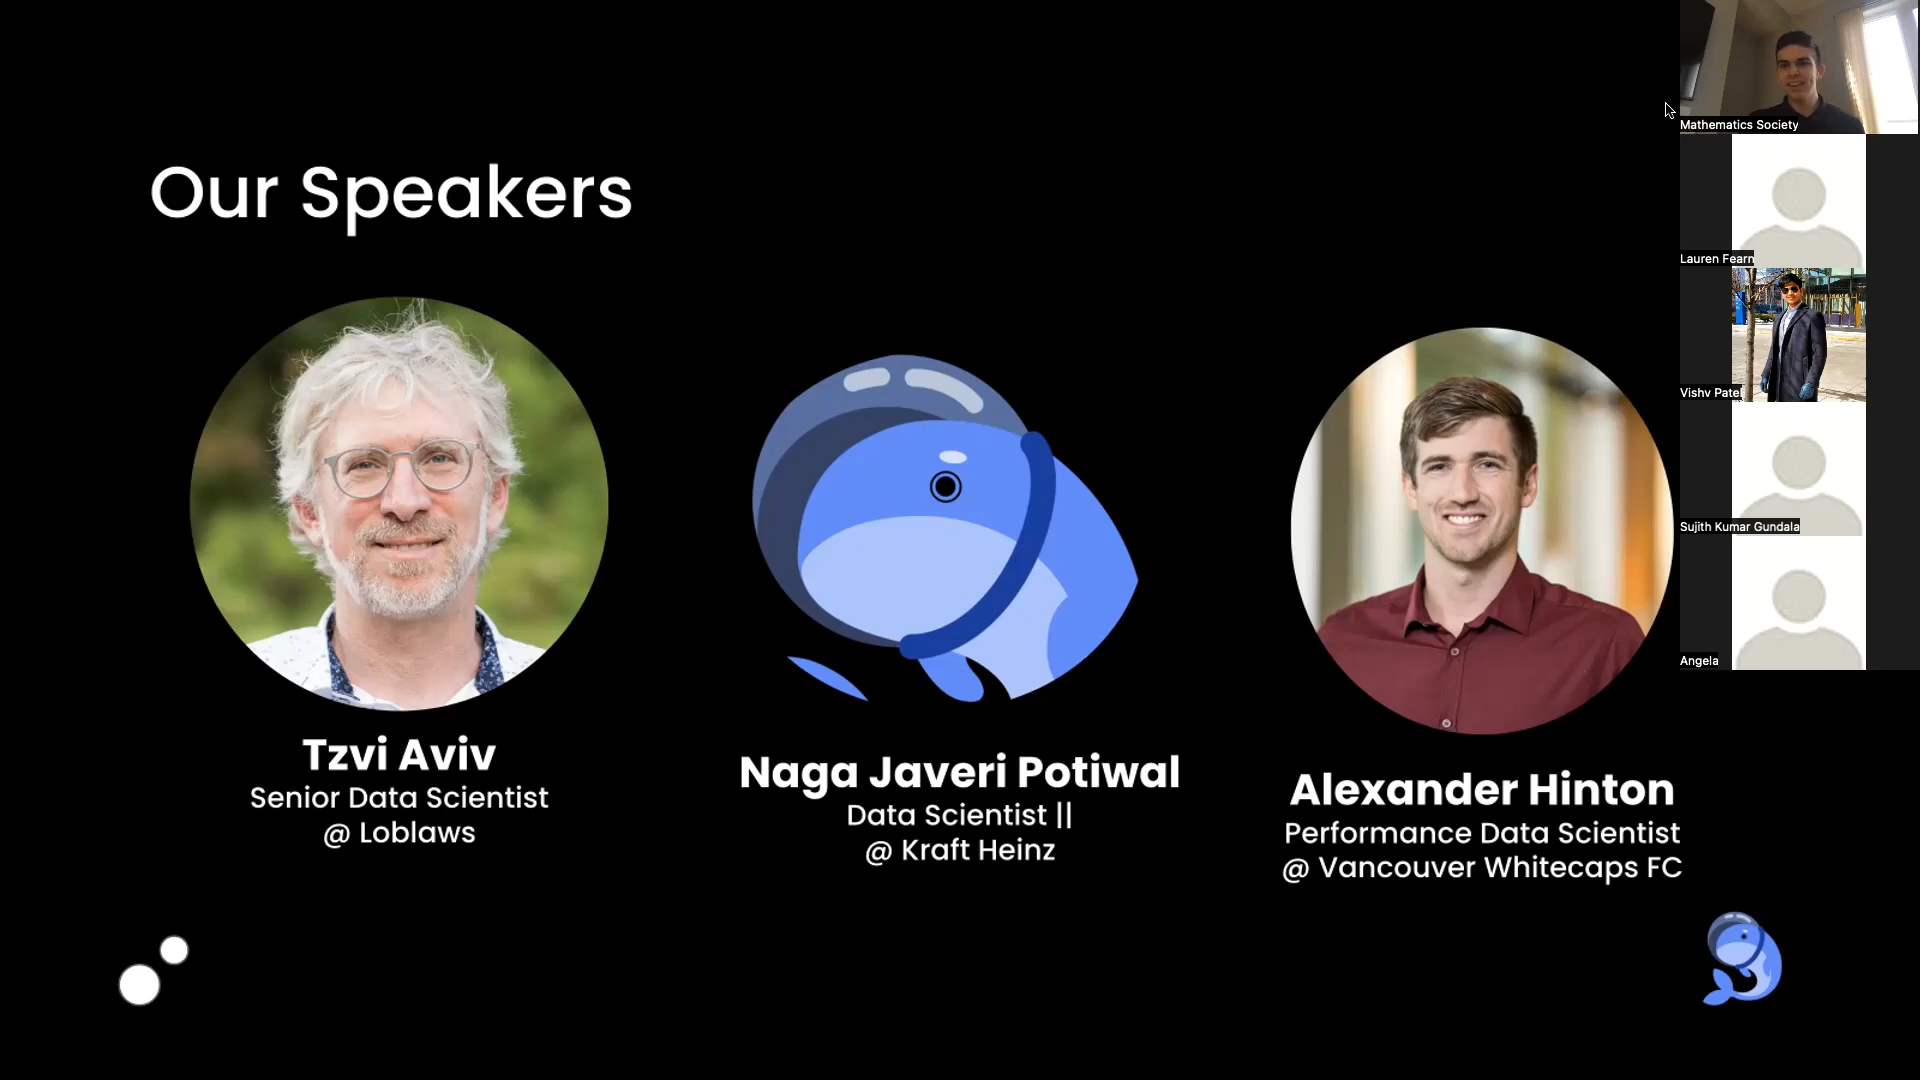 Our Speakers
Tzvi Aviv
Senior Data Scientist
@ Loblaws
Naga Javeri Potiwal
Data Scientist ||
@ Kraft Heinz
Alexander Hinton
Performance Data Scientist
@ Vancouver Whitecaps FC
Mathematics Society
Lauren Fearn
Vishv Patel
Sujith Kumar Gundala
Angela